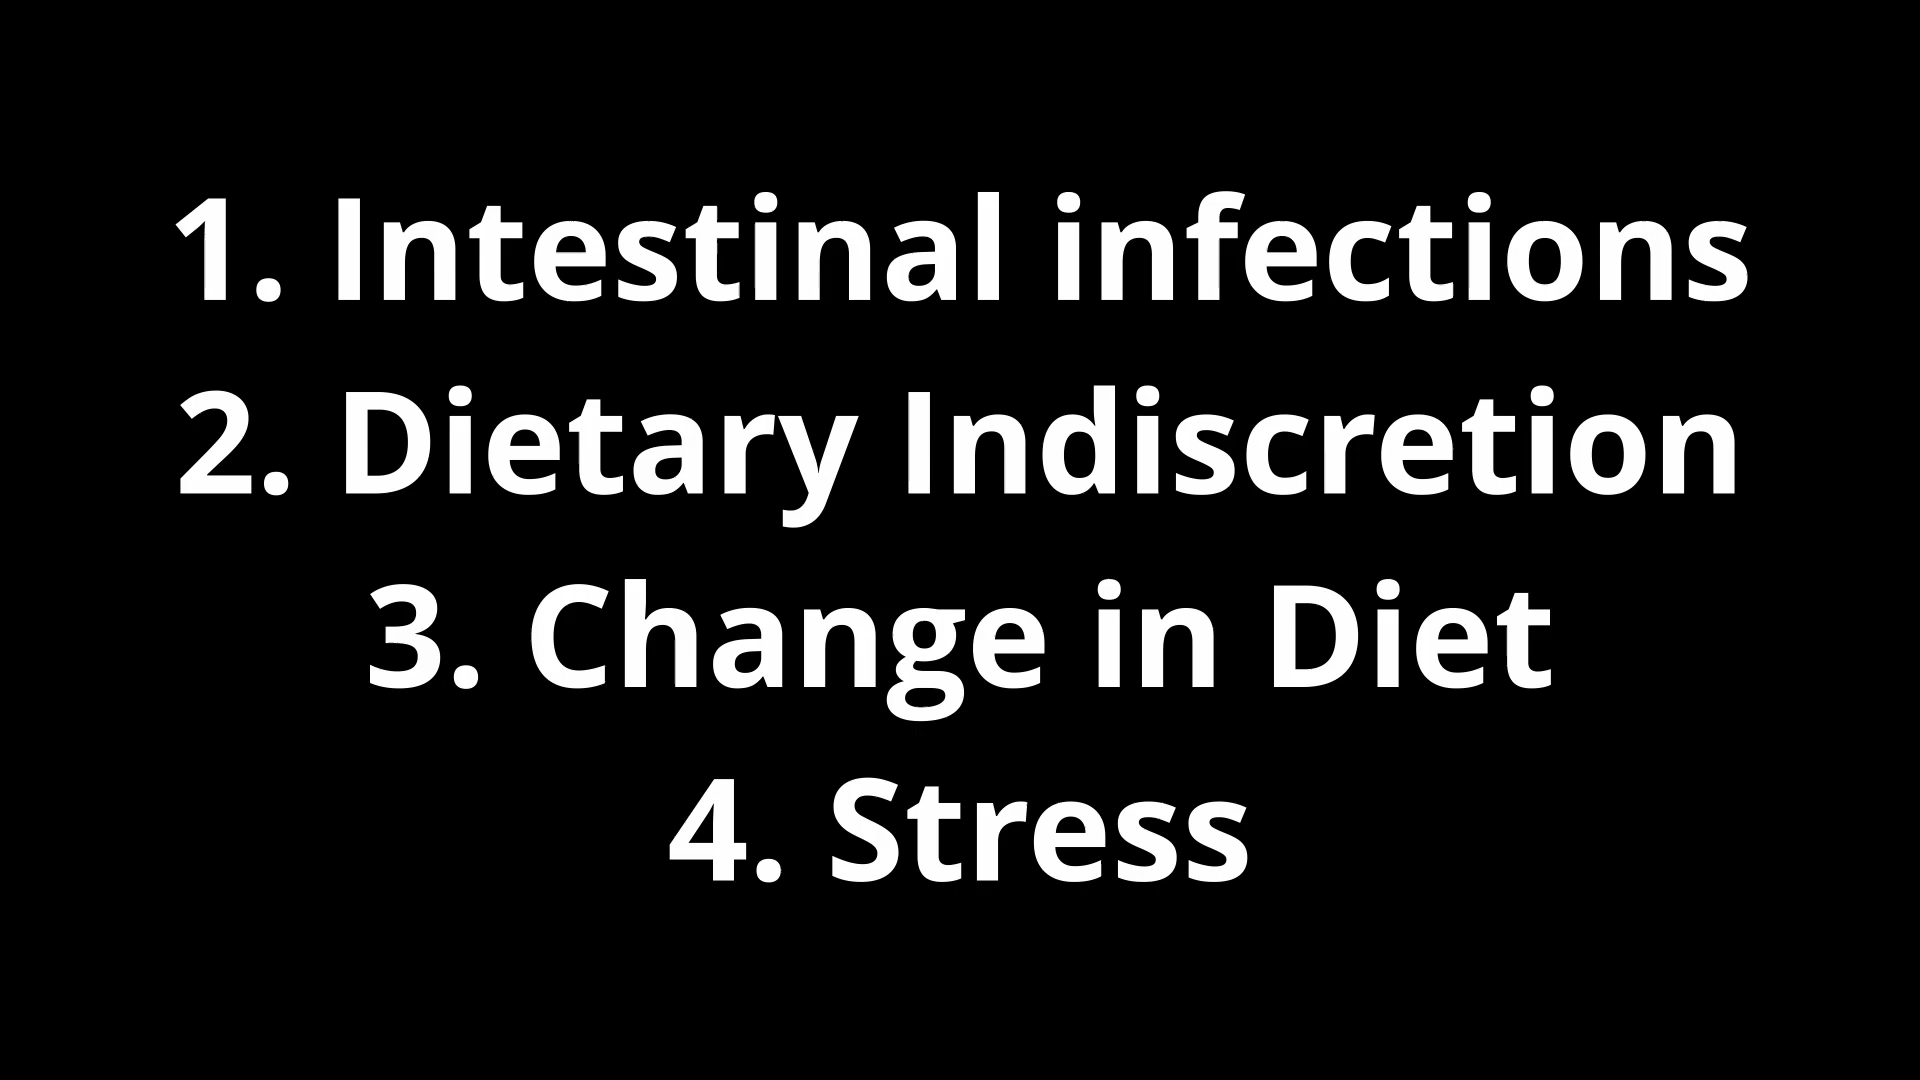 1. Intestinal infections
2. Dietary Indiscretion
3. Change in Diet
4. Stress